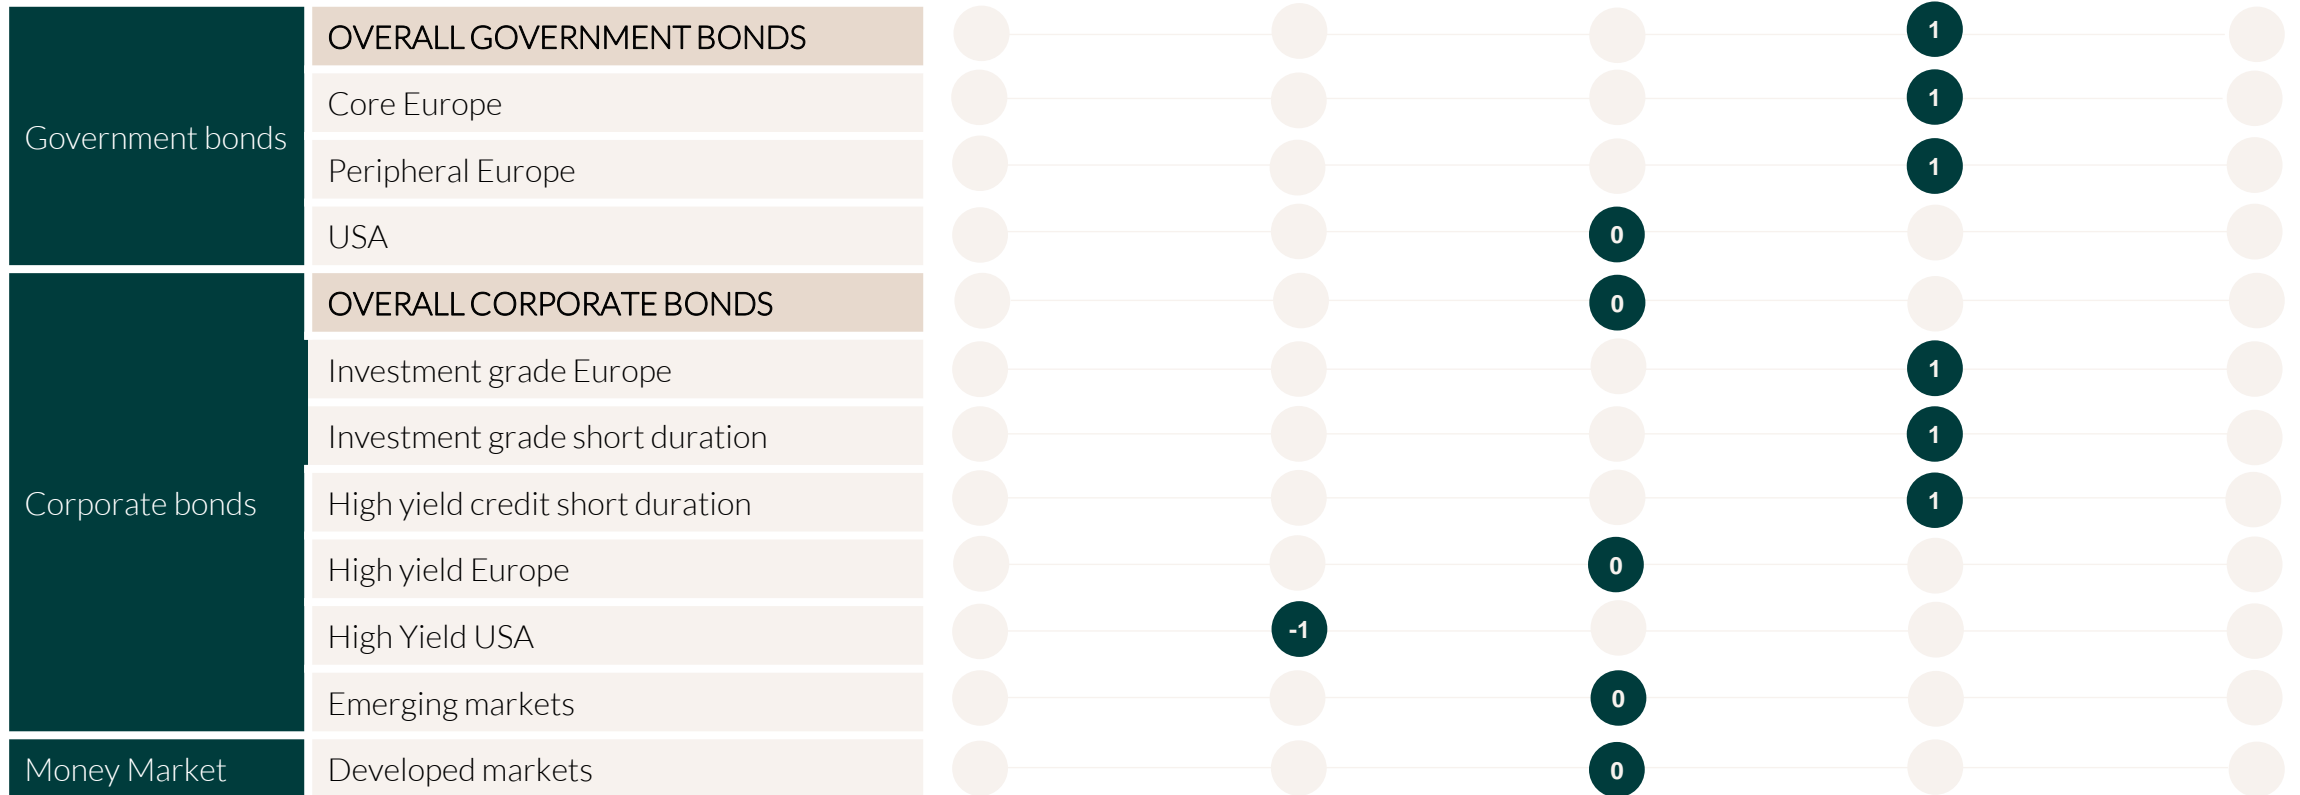 OVERALL GOVERNMENT BONDS 1
Core Europe 1
Government bonds
Peripheral Europe 1
USA 0
OVERALL CORPORATE BONDS 0
Investment grade Europe 1
Investment grade short duration 1
Corporate bonds
High yield credit short duration 1
High yield Europe 0
High Yield USA -1
Emerging markets 0
Money Market Developed markets 0